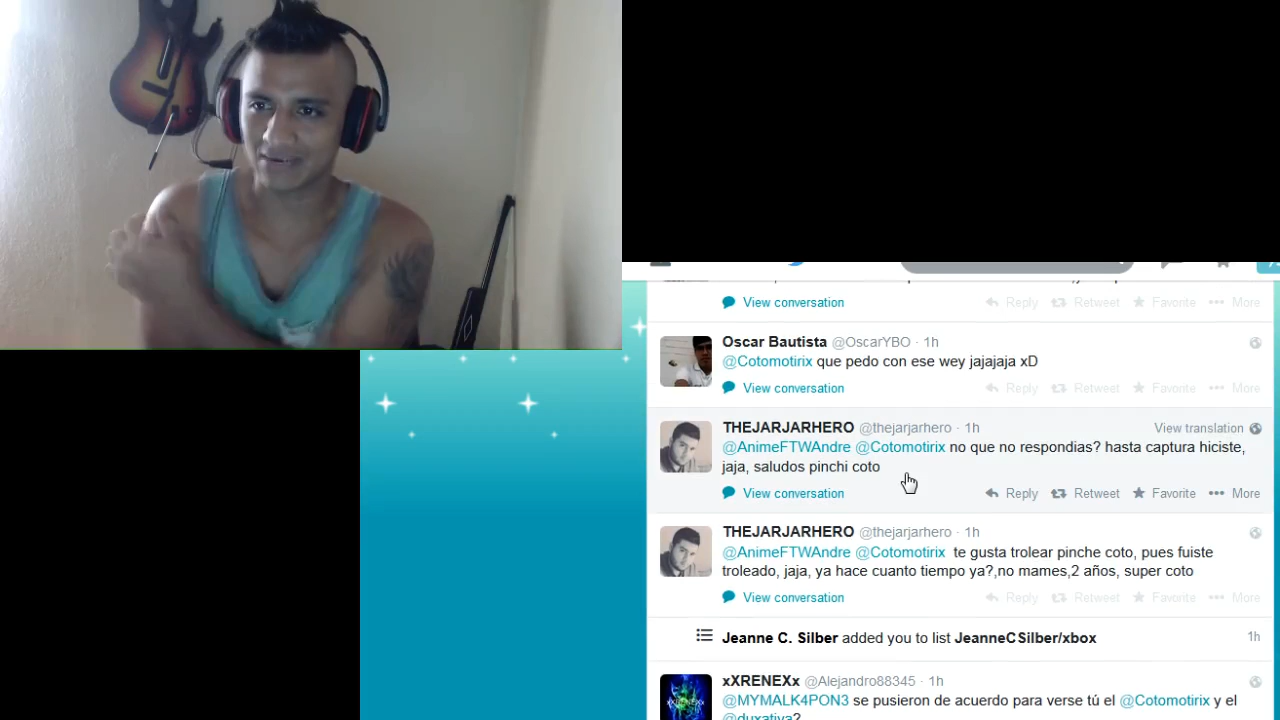 View conversation
Reply Retweet Favorite More
Oscar Bautista @OscarYBO · 1h
@Cotomotirix que pedo con ese wey jajajaja xD
View conversation
Reply Retweet Favorite More
THEJARJARHERO @thejarjarhero · 1h View translation
@AnimeFTWAndre @Cotomotirix no que no respondias? hasta captura hiciste,
jaja, saludos pinchi coto
View conversation
Reply Retweet Favorite More
THEJARJARHERO @thejarjarhero · 1h
@AnimeFTWAndre @Cotomotirix te gusta trolear pinche coto, pues fuiste
troleado, jaja, ya hace cuanto tiempo ya?,no mames,2 años, super coto
View conversation
Reply Retweet Favorite More
Jeanne C. Silber added you to list JeanneCSilber/xbox 1h
xXRENEXx @Alejandro88345 · 1h
@MYMALK4PON3 se pusieron de acuerdo para verse tú el @Cotomotirix y el
@duxativa?